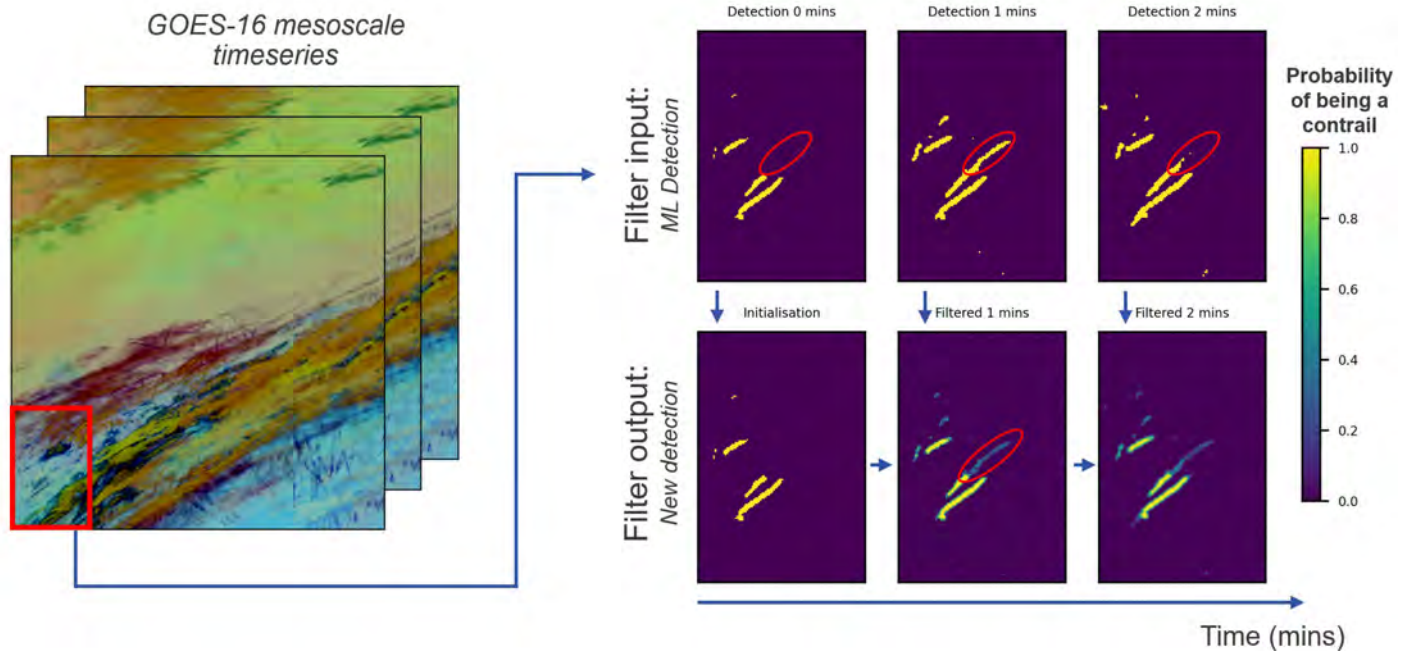 GOES-16 mesoscale
timeseries
Filter input:
ML Detection
Detection 0 mins
Detection 1 mins
Detection 2 mins
Probability
of being a
contrail
1.0
0.8
0.6
0.4
0.2
0.0
Filter output:
New detection
Initialisation
Filtered 1 mins
Filtered 2 mins
Time (mins)